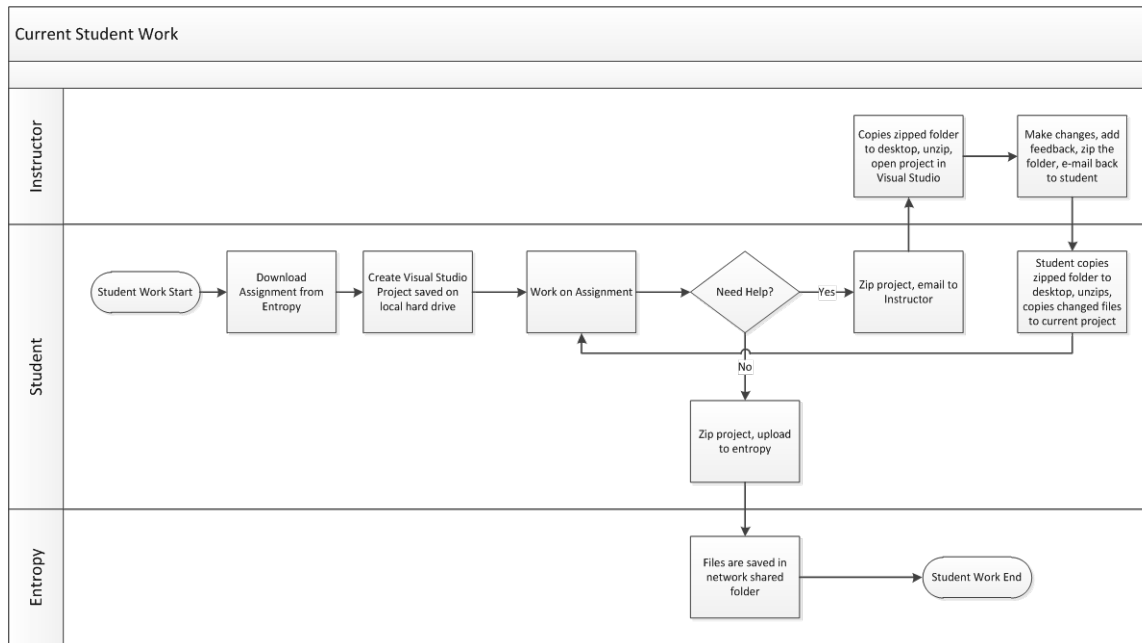 Current Student Work
Instructor
Copies zipped folder
to desktop, unzip,
open project in
Visual Studio
Make changes, add
feedback, zip the
folder, e-mail back
to student
Student
Student Work Start
Download
Assignment from
Entropy
Create Visual Studio
Project saved on
local hard drive
Work on Assignment
Need Help?
Yes
Zip project, email to
Instructor
Student copies
zipped folder to
desktop, unzips,
copies changed files
to current project
No
Zip project, upload
to entropy
Entropy
Files are saved in
network shared
folder
Student Work End